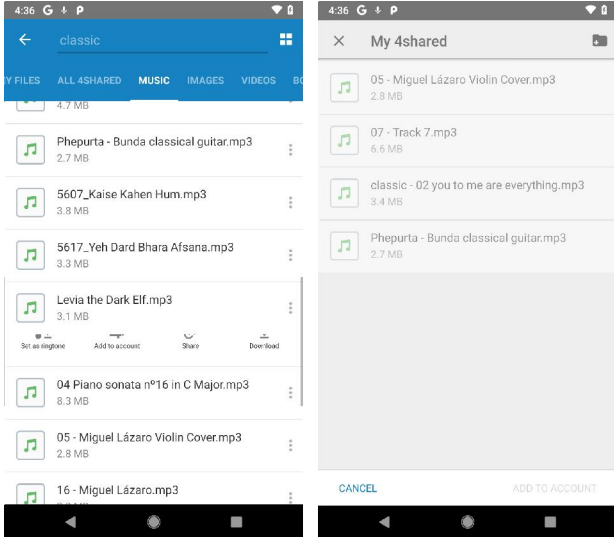 4:36 G P
classic
Y FILES ALL 4SHARED MUSIC IMAGES VIDEOS BO
4.7 MB
Phepurta - Bunda classical guitar.mp3
2.7 MB
5607_Kaise Kahen Hum.mp3
3.8 MB
5617_Yeh Dard Bhara Afsana.mp3
3.3 MB
Levia the Dark Elf.mp3
3.1 MB
Set as ringtone Add to account Share Download
04 Piano sonata nº16 in C Major.mp3
8.3 MB
05 - Miguel Lázaro Violin Cover.mp3
2.8 MB
16 - Miguel Lázaro.mp3
4:36 G P
My 4shared
05 - Miguel Lázaro Violin Cover.mp3
2.8 MB
07 - Track 7.mp3
6.6 MB
classic - 02 you to me are everything.mp3
3.4 MB
Phepurta - Bunda classical guitar.mp3
2.7 MB
CANCEL ADD TO ACCOUNT